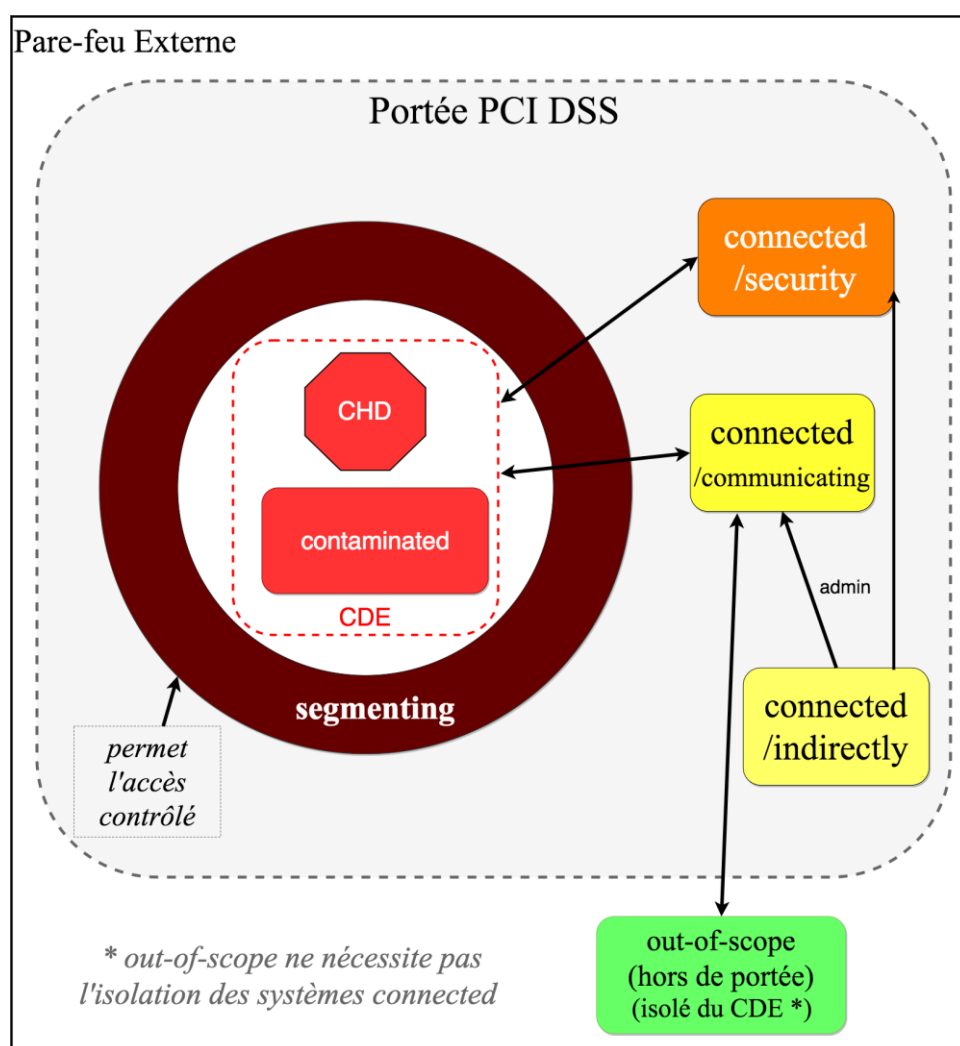 Pare-feu Externe
Portée PCI DSS
connected
/security
CHD
connected
/communicating
contaminated
CDE
admin
segmenting
connected
/indirectly
permet
l'accès
contrôlé
* out-of-scope ne nécessite pas
l'isolation des systèmes connected
out-of-scope
(hors de portée)
(isolé du CDE *)